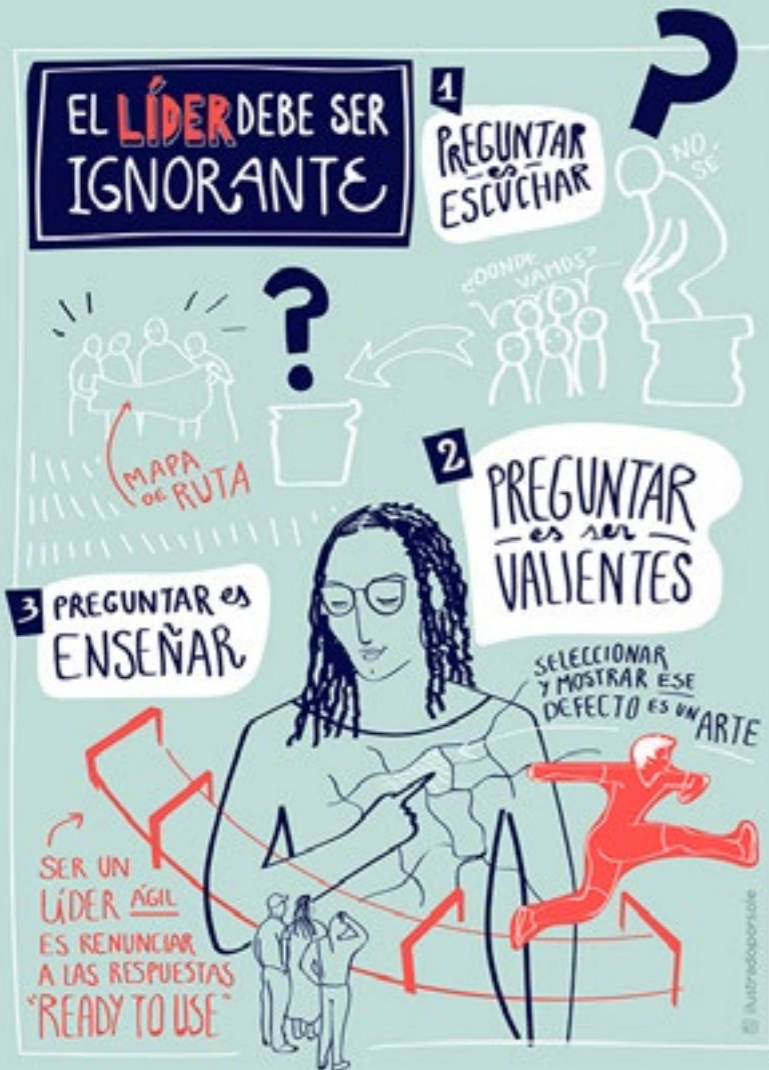 EL LÍDER DEBE SER
IGNORANTE
1
PREGUNTAR
es
ESCUCHAR
NO.
SÉ
¿DONDE
VAMOS?
?
?
MAPA
DE RUTA
2
PREGUNTAR
es ser
VALIENTES
3 PREGUNTAR es
ENSEÑAR
SELECCIONAR
Y MOSTRAR ESE
DEFECTO ES UN ARTE
SER UN
LÍDER ÁGIL
ES RENUNCIAR
A LAS RESPUESTAS
"READY TO USE"
ilustradoporsole